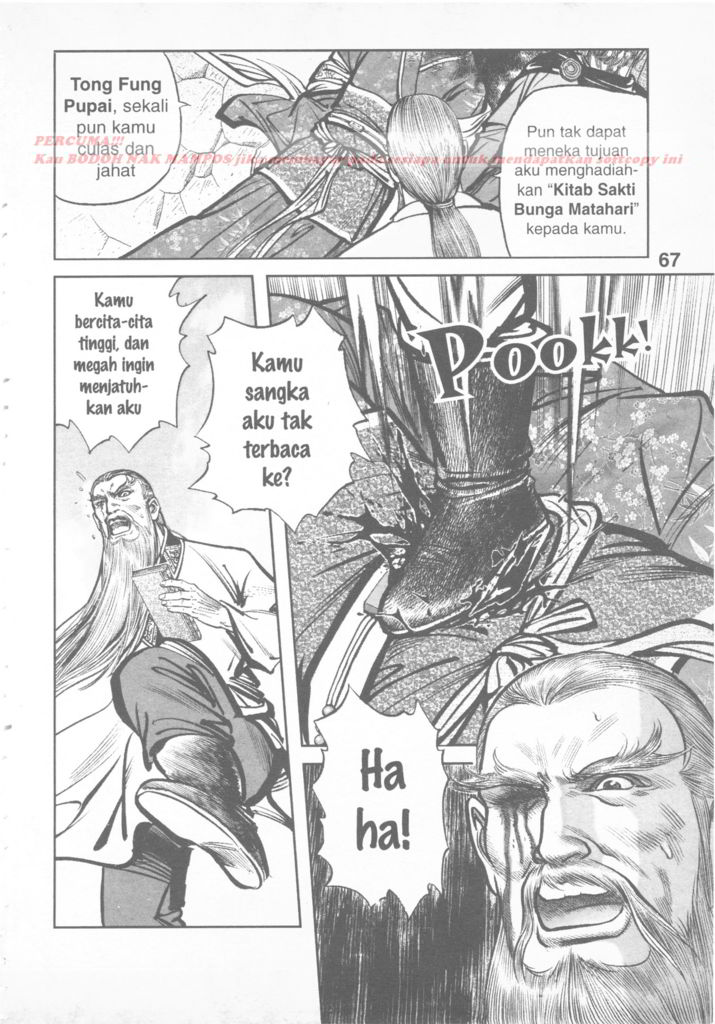 Tong Fung
Pupai, sekali
pun kamu
culas dan
jahat
PERCUMA!!!
Kau BODOH NAK MAMPOS jika membayar pada sesiapa untuk mendapatkan softcopy ini
Pun tak dapat
meneka tujuan
aku menghadiah-
kan "Kitab Sakti
Bunga Matahari"
kepada kamu.
67
Kamu
bercita-cita
tinggi, dan
megah ingin
menjatuh-
kan aku
Kamu
sangka
aku tak
terbaca
ke?
Pookk!
Ha
ha!